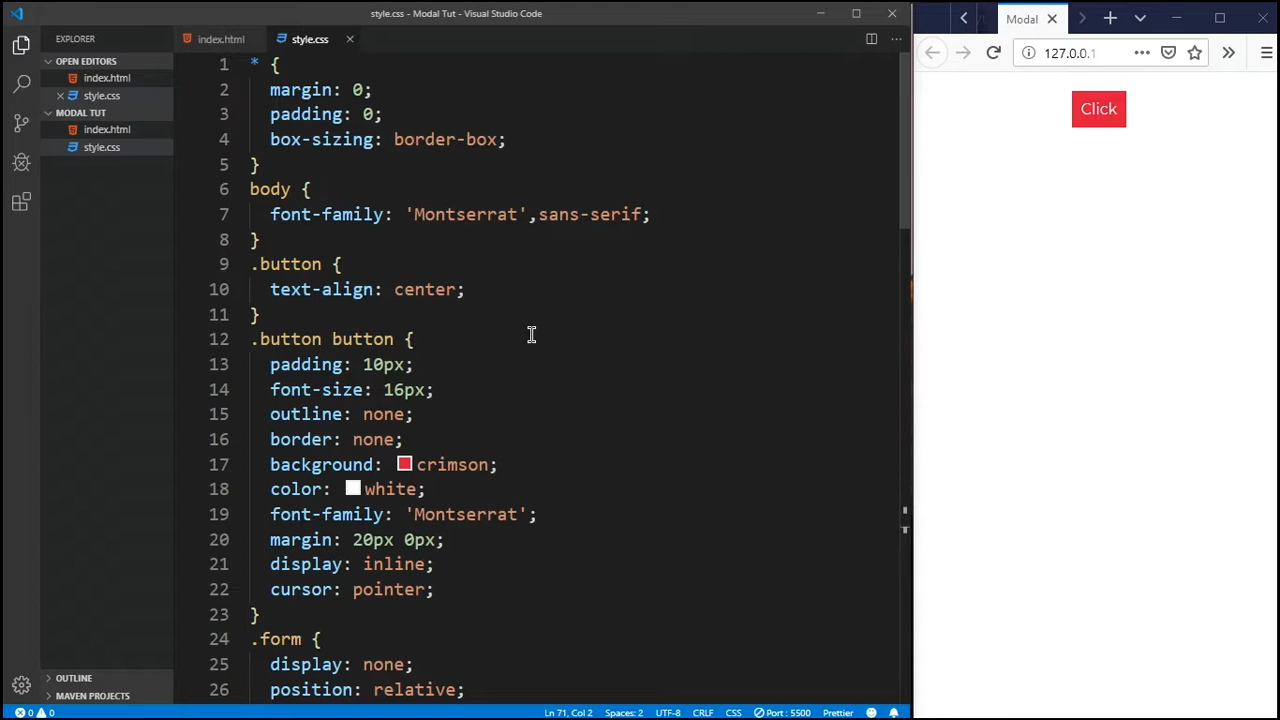 style.css - Modal Tut - Visual Studio Code
EXPLORER
OPEN EDITORS
index.html
style.css
MODAL TUT
index.html
style.css
OUTLINE
MAVEN PROJECTS
index.html
style.css
1 * {
2 margin: 0;
3 padding: 0;
4 box-sizing: border-box;
5 }
6 body {
7 font-family: 'Montserrat',sans-serif;
8 }
9 .button {
10 text-align: center;
11 }
12 .button button {
13 padding: 10px;
14 font-size: 16px;
15 outline: none;
16 border: none;
17 background: crimson;
18 color: white;
19 font-family: 'Montserrat';
20 margin: 20px 0px;
21 display: inline;
22 cursor: pointer;
23 }
24 .form {
25 display: none;
26 position: relative;
0 0 Ln 71, Col 2 Spaces: 2 UTF-8 CRLF CSS Port : 5500 Prettier
Modal
127.0.0.1
Click